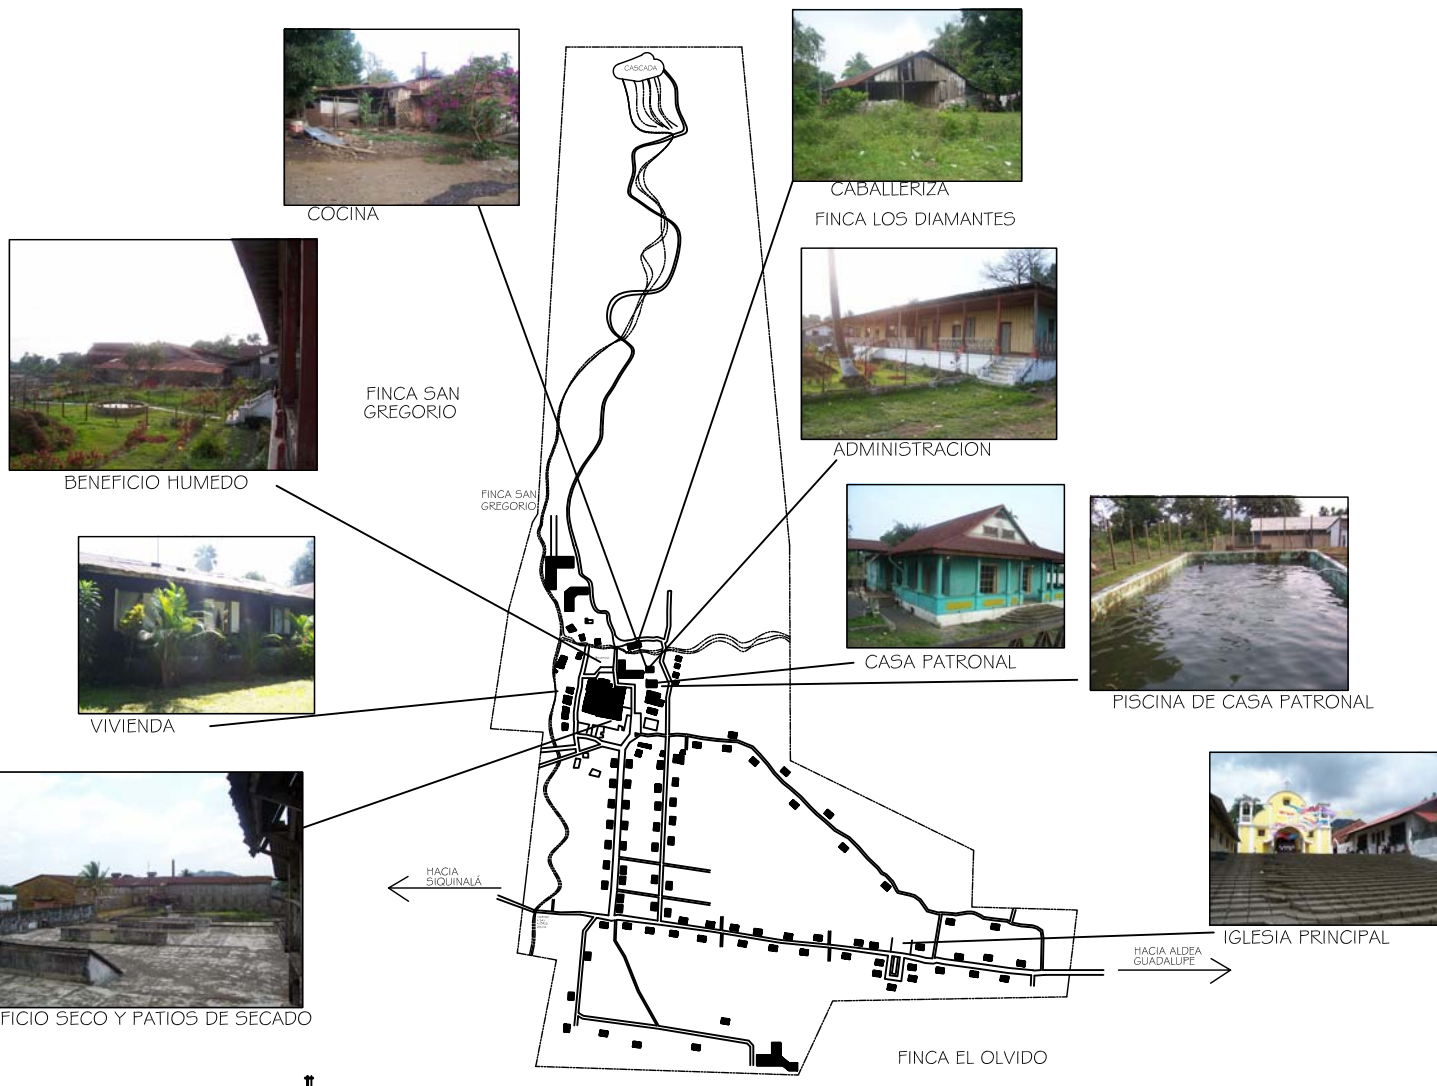 CASCADA
COCINA
CABALLERIZA
FINCA LOS DIAMANTES
FINCA SAN
GREGORIO
ADMINISTRACION
BENEFICIO HUMEDO
FINCA SAN
GREGORIO
CASA PATRONAL
PISCINA DE CASA PATRONAL
VIVIENDA
HACIA
SIQUINALÁ
IGLESIA PRINCIPAL
HACIA ALDEA
GUADALUPE
FICIO SECO Y PATIOS DE SECADO
FINCA EL OLVIDO